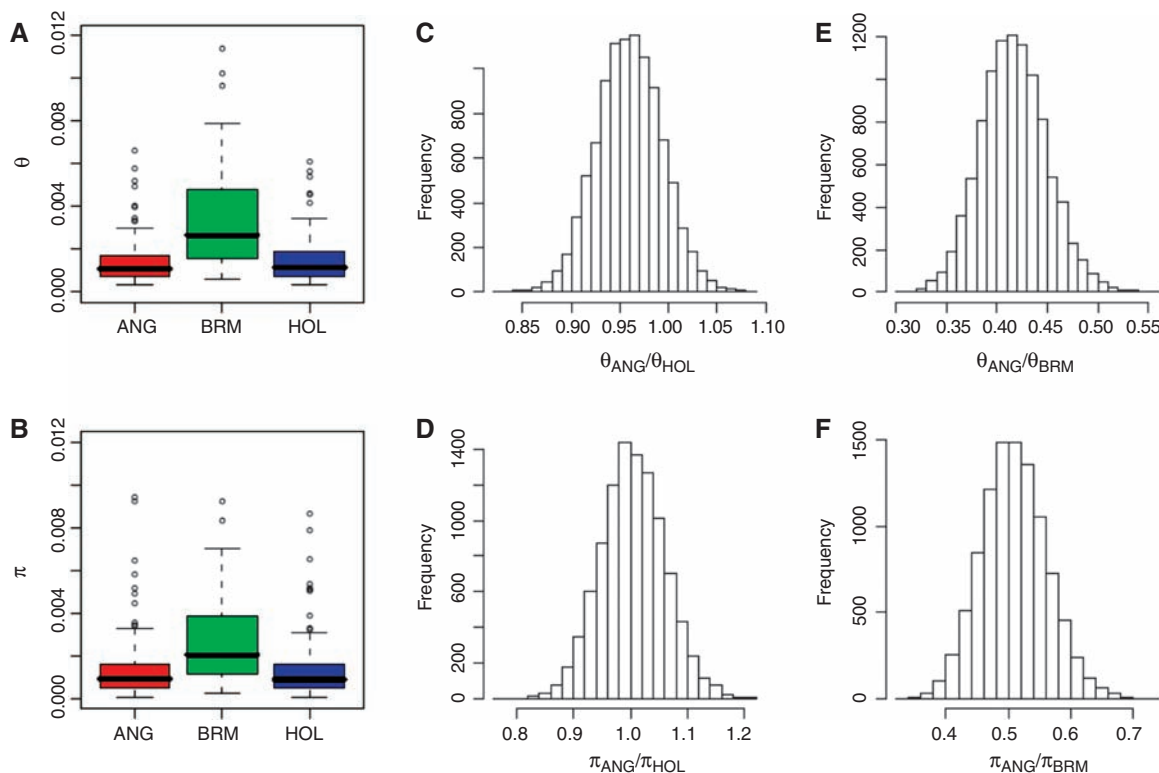 A
θ
0.012
0.008
0.004
0.000
ANG BRM HOL
C
Frequency
800
600
400
200
0
0.85 0.90 0.95 1.00 1.05 1.10
θANG/θHOL
E
Frequency
1200
800
600
400
200
0
0.30 0.35 0.40 0.45 0.50 0.55
θANG/θBRM
B
π
0.012
0.008
0.004
0.000
ANG BRM HOL
D
Frequency
1400
1000
600
200
0
0.8 0.9 1.0 1.1 1.2
πANG/πHOL
F
Frequency
1500
1000
500
0
0.4 0.5 0.6 0.7
πANG/πBRM